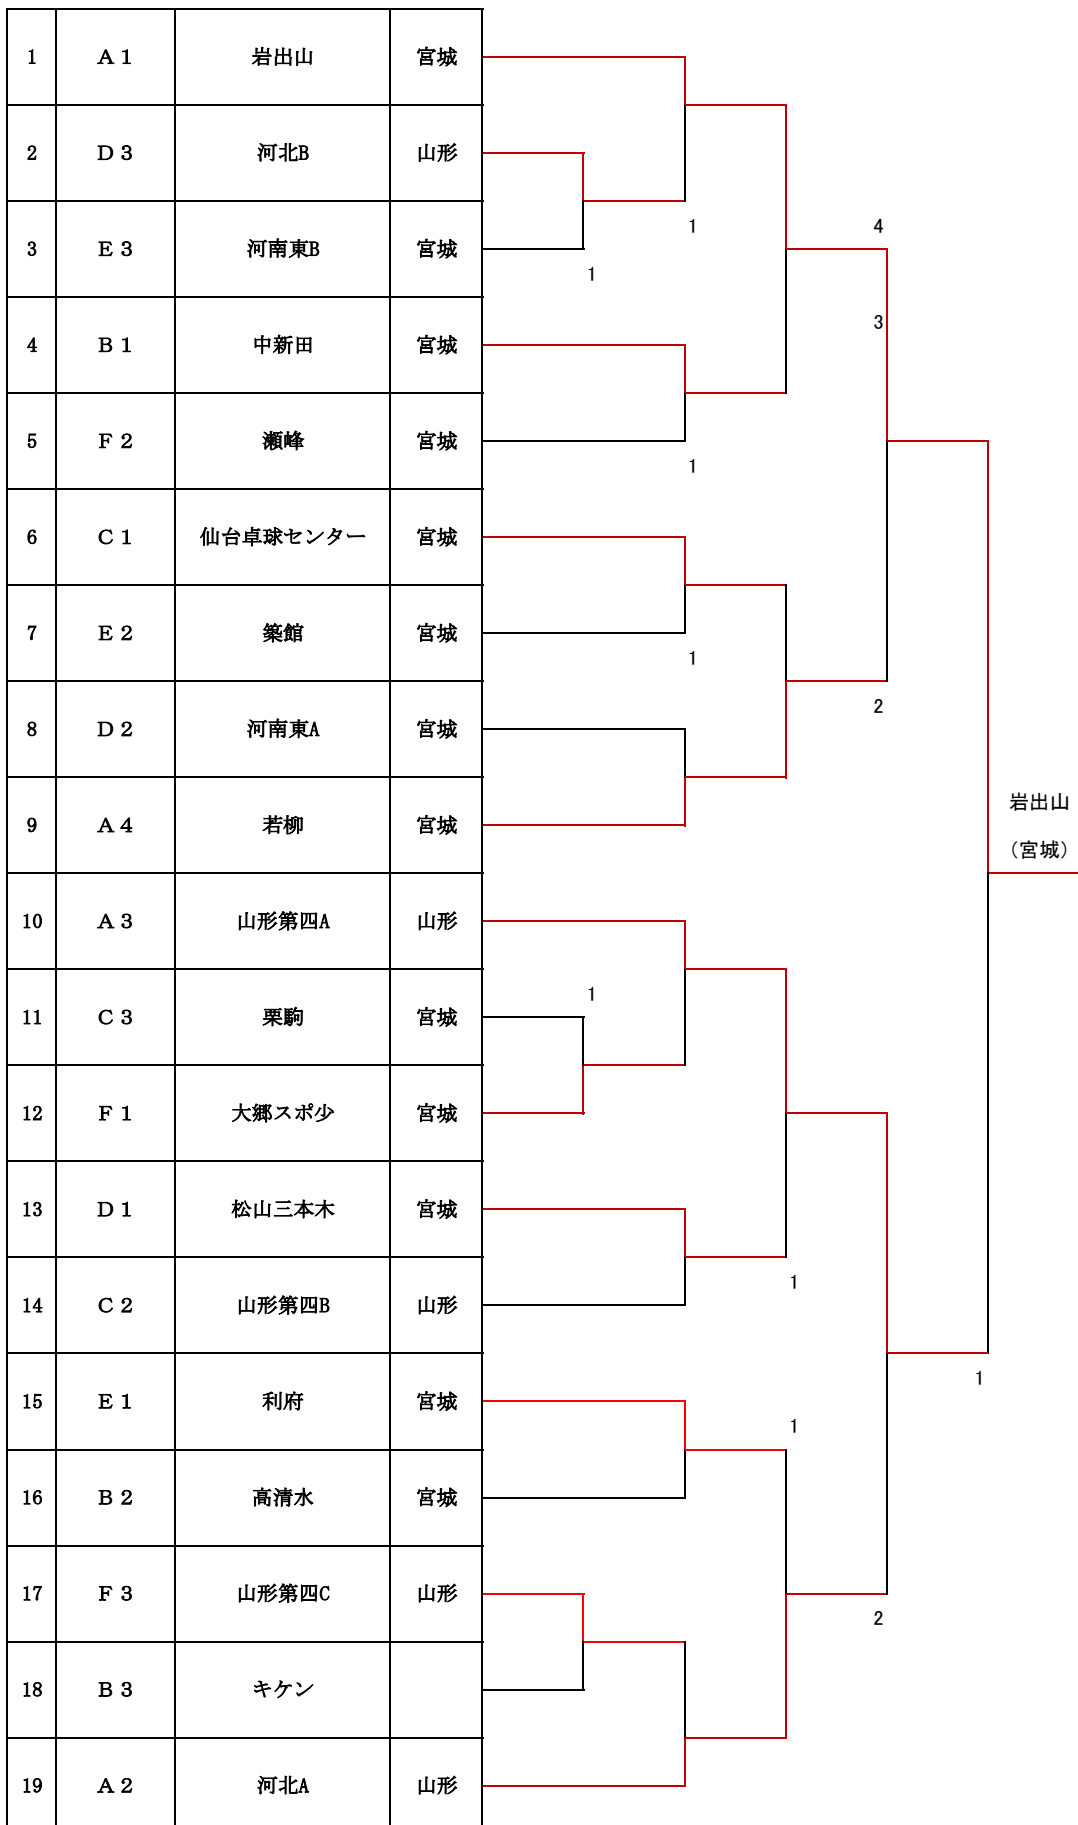 1 A1 岩出山 宮城
2 D3 河北B 山形
1
4
3 E3 河南東B 宮城
1
3
4 B1 中新田 宮城
5 F2 瀬峰 宮城
1
6 C1 仙台卓球センター 宮城
7 E2 築館 宮城
1
2
8 D2 河南東A 宮城
岩出山
9 A4 若柳 宮城
（宮城）
10 A3 山形第四A 山形
1
11 C3 栗駒 宮城
12 F1 大郷スポ少 宮城
13 D1 松山三本木 宮城
1
14 C2 山形第四B 山形
1
15 E1 利府 宮城
1
16 B2 高清水 宮城
17 F3 山形第四C 山形
2
18 B3 キケン
19 A2 河北A 山形